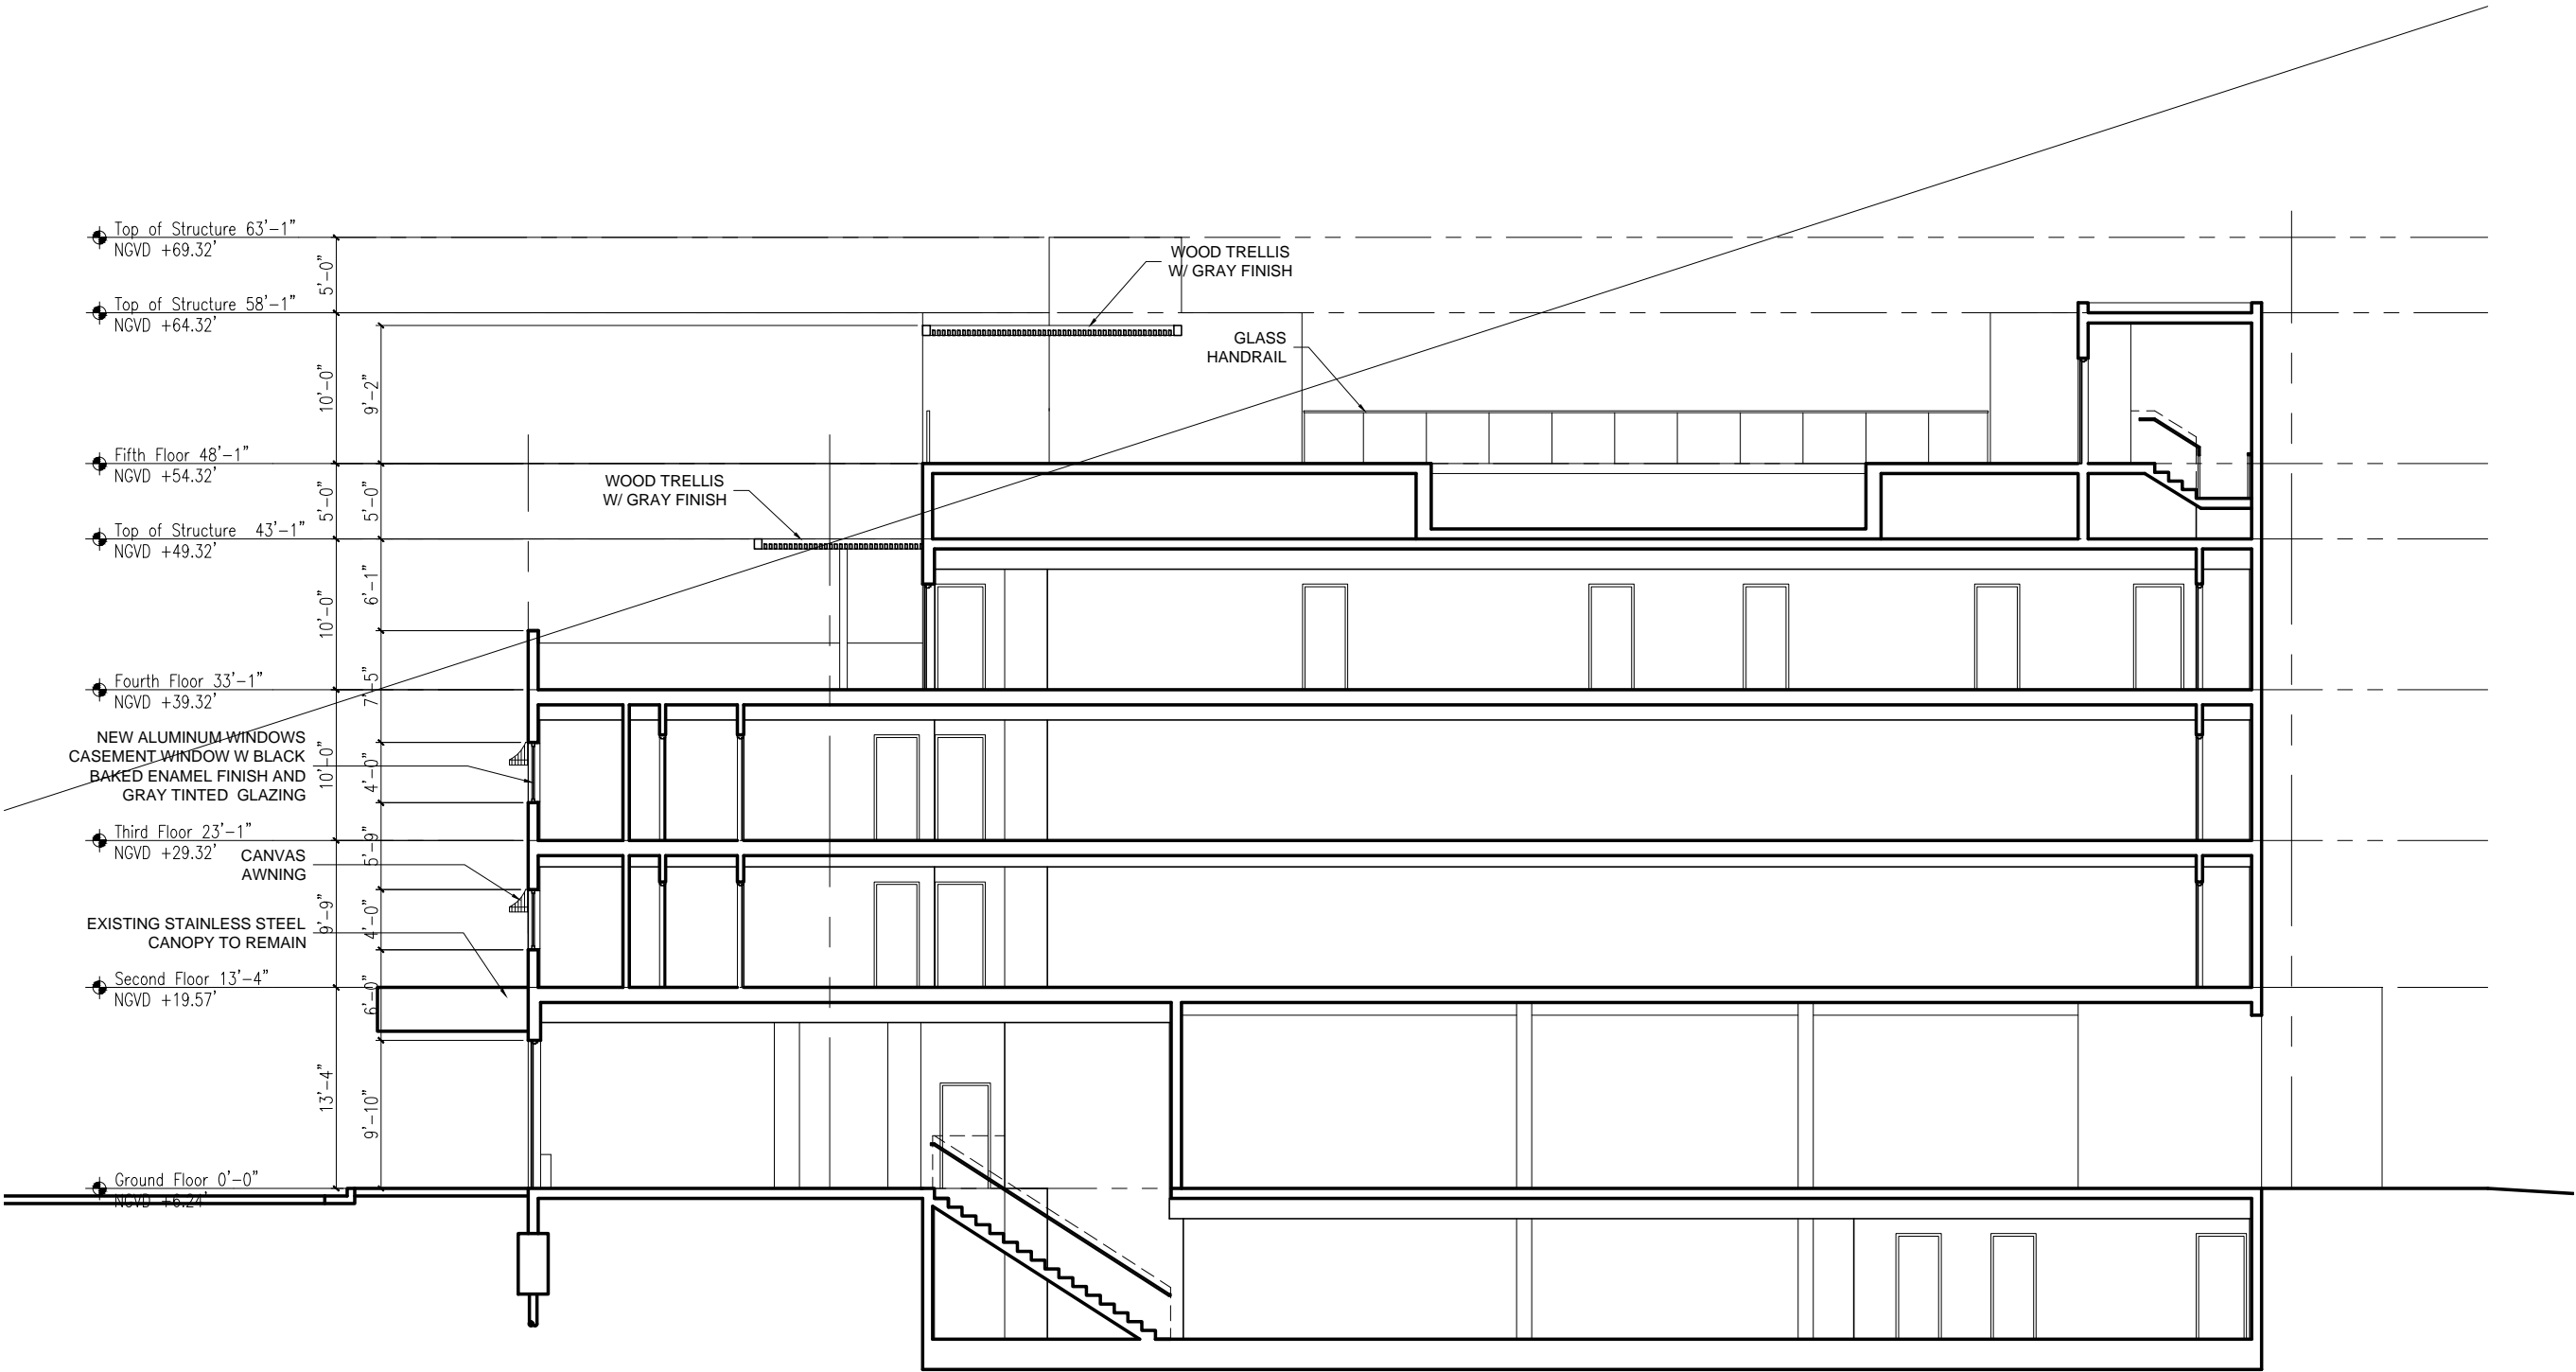 Top of Structure 63'-1"
NGVD +69.32'
5'-0"
WOOD TRELLIS
W/ GRAY FINISH
Top of Structure 58'-1"
NGVD +64.32'
GLASS
HANDRAIL
10'-0"
9'-2"
Fifth Floor 48'-1"
NGVD +54.32'
WOOD TRELLIS
W/ GRAY FINISH
5'-0"
5'-0"
Top of Structure 43'-1"
NGVD +49.32'
10'-0"
6'-1"
Fourth Floor 33'-1"
NGVD +39.32'
7'-5"
NEW ALUMINUM WINDOWS
CASEMENT WINDOW W BLACK
BAKED ENAMEL FINISH AND
GRAY TINTED GLAZING
10'-0"
4'-0"
Third Floor 23'-1"
NGVD +29.32'
5'-9"
CANVAS
AWNING
9'-9"
4'-0"
EXISTING STAINLESS STEEL
CANOPY TO REMAIN
Second Floor 13'-4"
NGVD +19.57'
6'-0"
13'-4"
9'-10"
Ground Floor 0'-0"
NGVD +6.24'